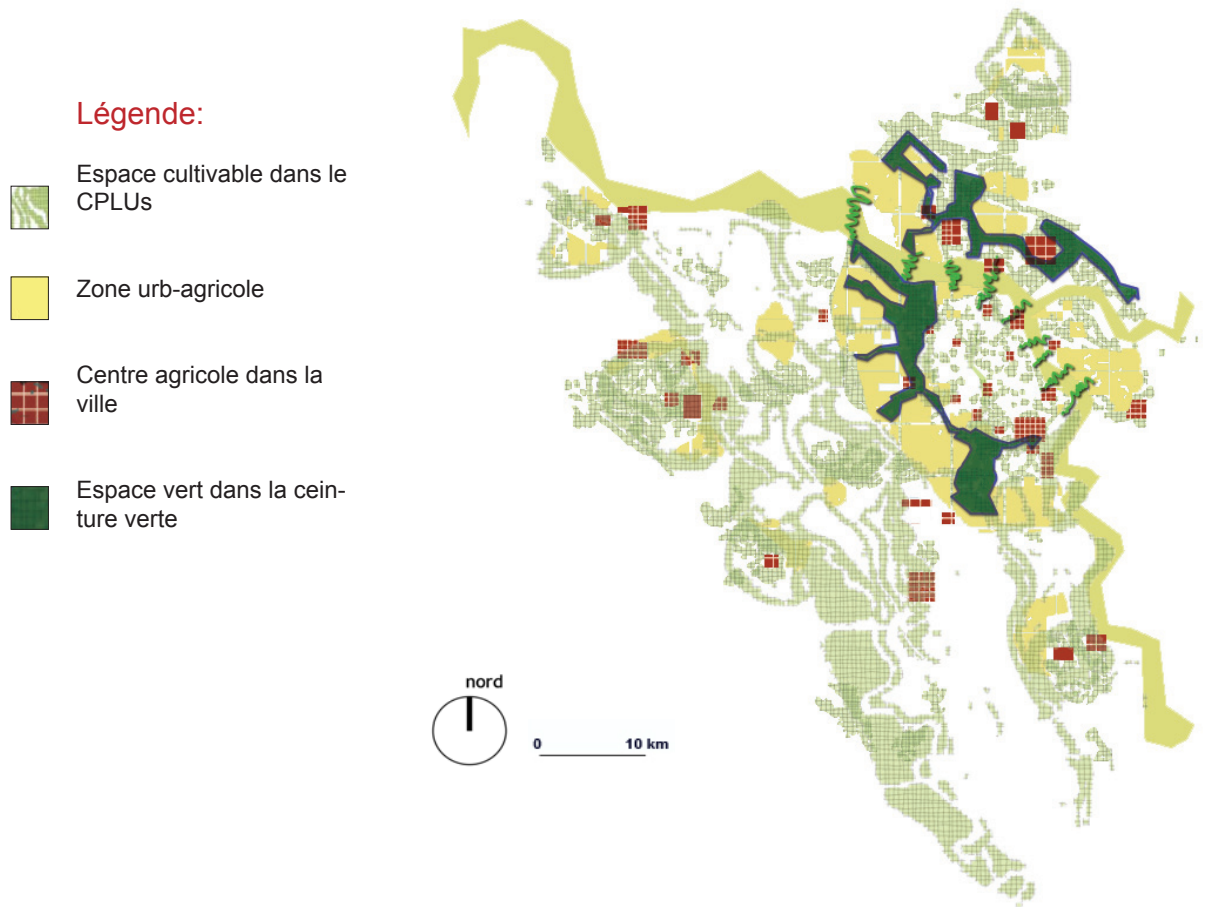 Légende:
Espace cultivable dans le
CPLUs
Zone urb-agricole
Centre agricole dans la
ville
Espace vert dans la cein-
ture verte
nord
0 10 km